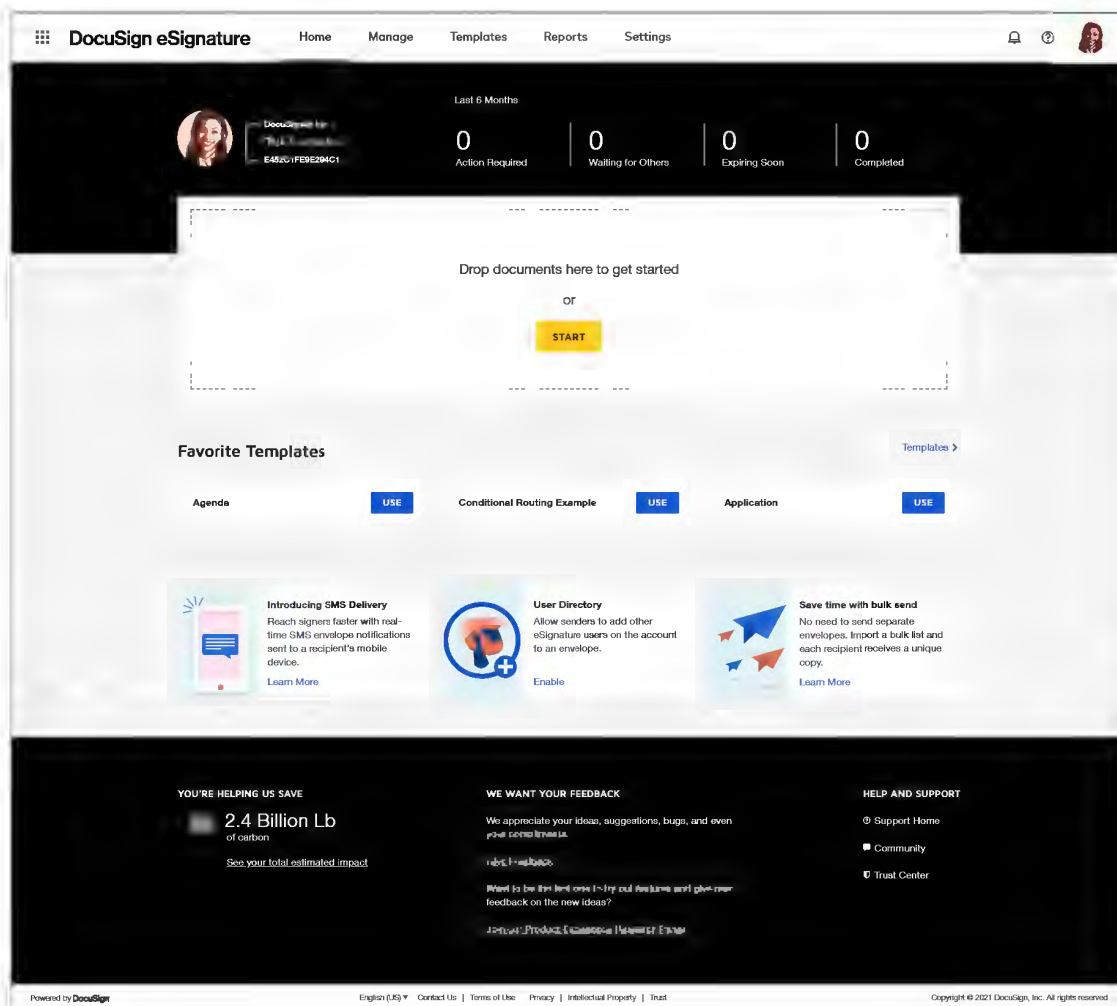 DocuSign eSignature Home Manage Templates Reports Settings
Last 6 Months
0 0 0 0
Action Required Waiting for Others Expiring Soon Completed
Drop documents here to get started
or
START
Favorite Templates Templates
Agenda USE Conditional Routing Example USE Application USE
Introducing SMS Delivery
Reach signers faster with real-
time SMS envelope notifications
sent to a recipient's mobile
device.
Learn More
User Directory
Allow senders to add other
eSignature users on the account
to an envelope.
Enable
Save time with bulk send
No need to send separate
envelopes. Import a bulk list and
each recipient receives a unique
copy.
Learn More
YOU'RE HELPING US SAVE
2.4 Billion Lb
of carbon
See your total estimated impact
WE WANT YOUR FEEDBACK
We appreciate your ideas, suggestions, bugs, and even
feedback on the new ideas?
HELP AND SUPPORT
Support Home
Community
Trust Center
Powered by DocuSign English (US) Contact Us | Terms of Use Privacy | Intellectual Property | Trust Copyright © 2021 DocuSign, Inc. All rights reserved